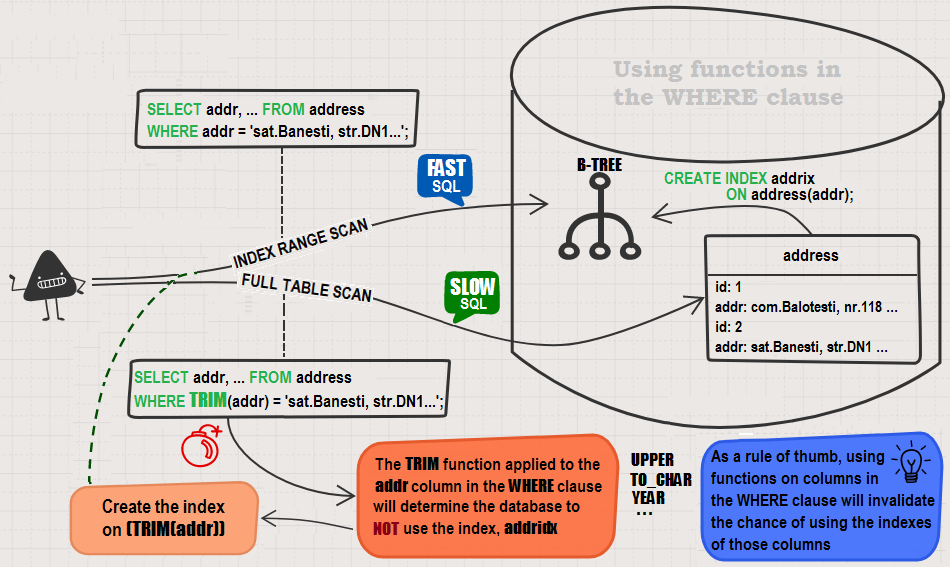 Using functions in
the WHERE clause
SELECT addr, ... FROM address
WHERE addr = 'sat.Banesti, str.DN1...';
FAST
SQL
B-TREE
CREATE INDEX addrix
ON address(addr);
INDEX RANGE SCAN
FULL TABLE SCAN
SLOW
SQL
address
id: 1
addr: com.Balotesti, nr.118 ...
id: 2
addr: sat.Banesti, str.DN1 ...
SELECT addr, ... FROM address
WHERE TRIM(addr) = 'sat.Banesti, str.DN1...';
The TRIM function applied to the
addr column in the WHERE clause
will determine the database to
NOT use the index, addridx
UPPER
TO_CHAR
YEAR
...
As a rule of thumb, using
functions on columns in
the WHERE clause will invalidate
the chance of using the indexes
of those columns
Create the index
on (TRIM(addr))